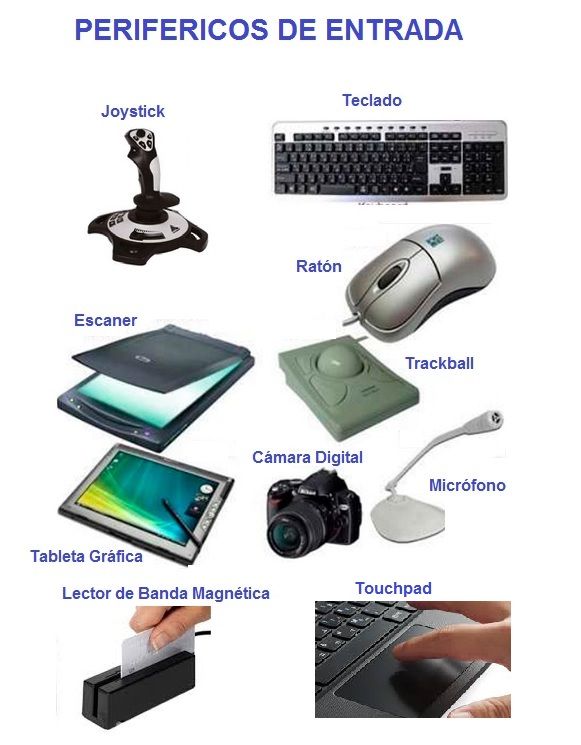 PERIFERICOS DE ENTRADA
Joystick
Teclado
Ratón
Escaner
Trackball
Cámara Digital
Micrófono
Tableta Gráfica
Lector de Banda Magnética
Touchpad